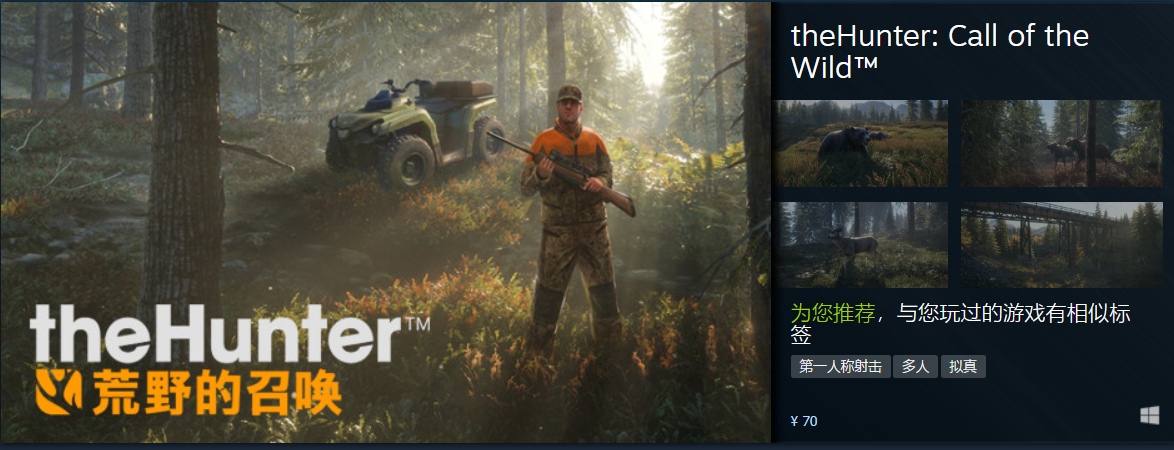 theHunter™
荒野的召唤
theHunter: Call of the
Wild™
为您推荐，与您玩过的游戏有相似标
签
第一人称射击 多人 拟真
¥ 70